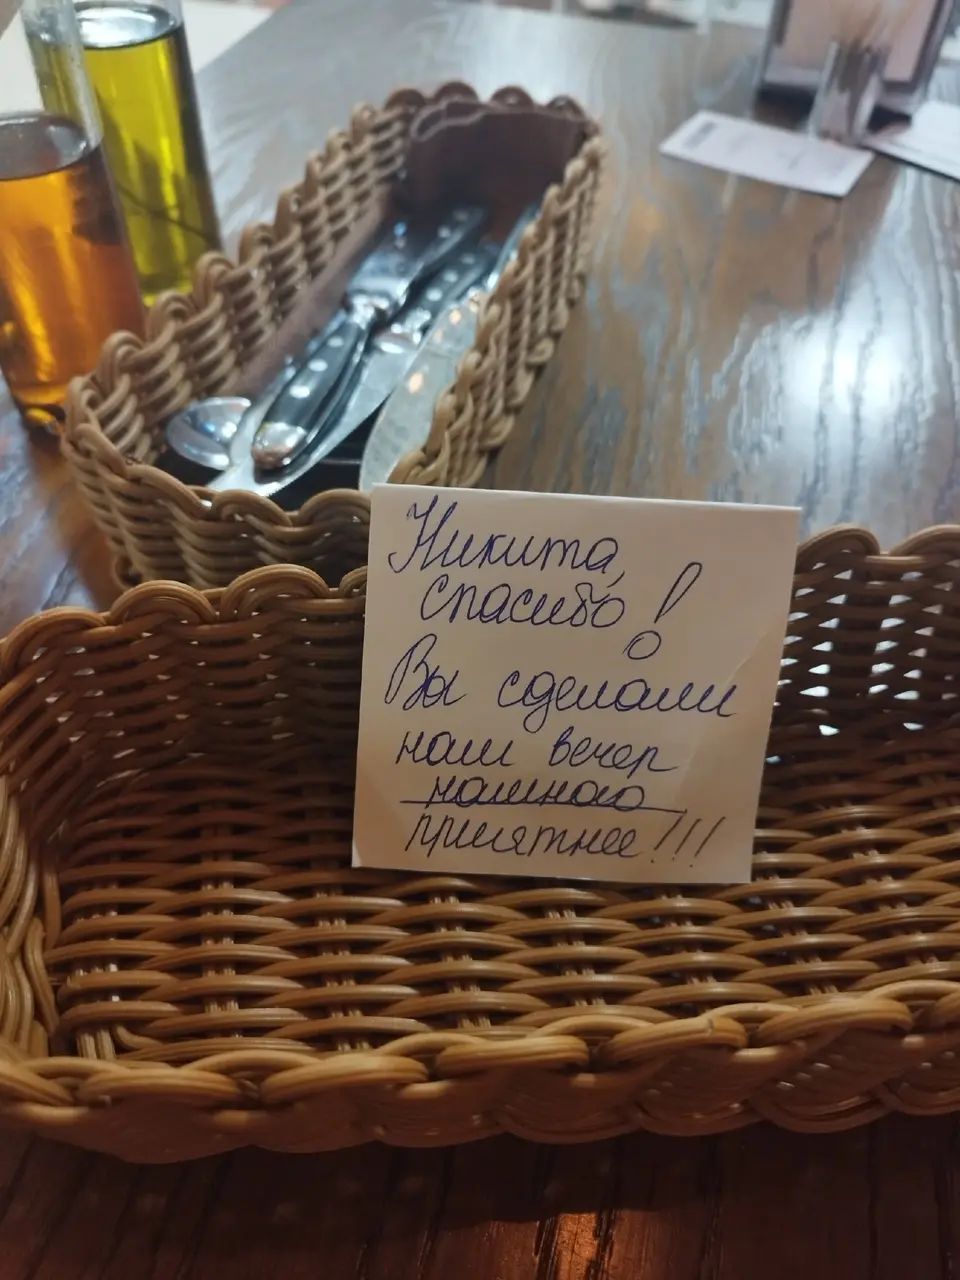 Никита,
спасибо!
Вы сделали
наш вечер
намного
приятнее!!!